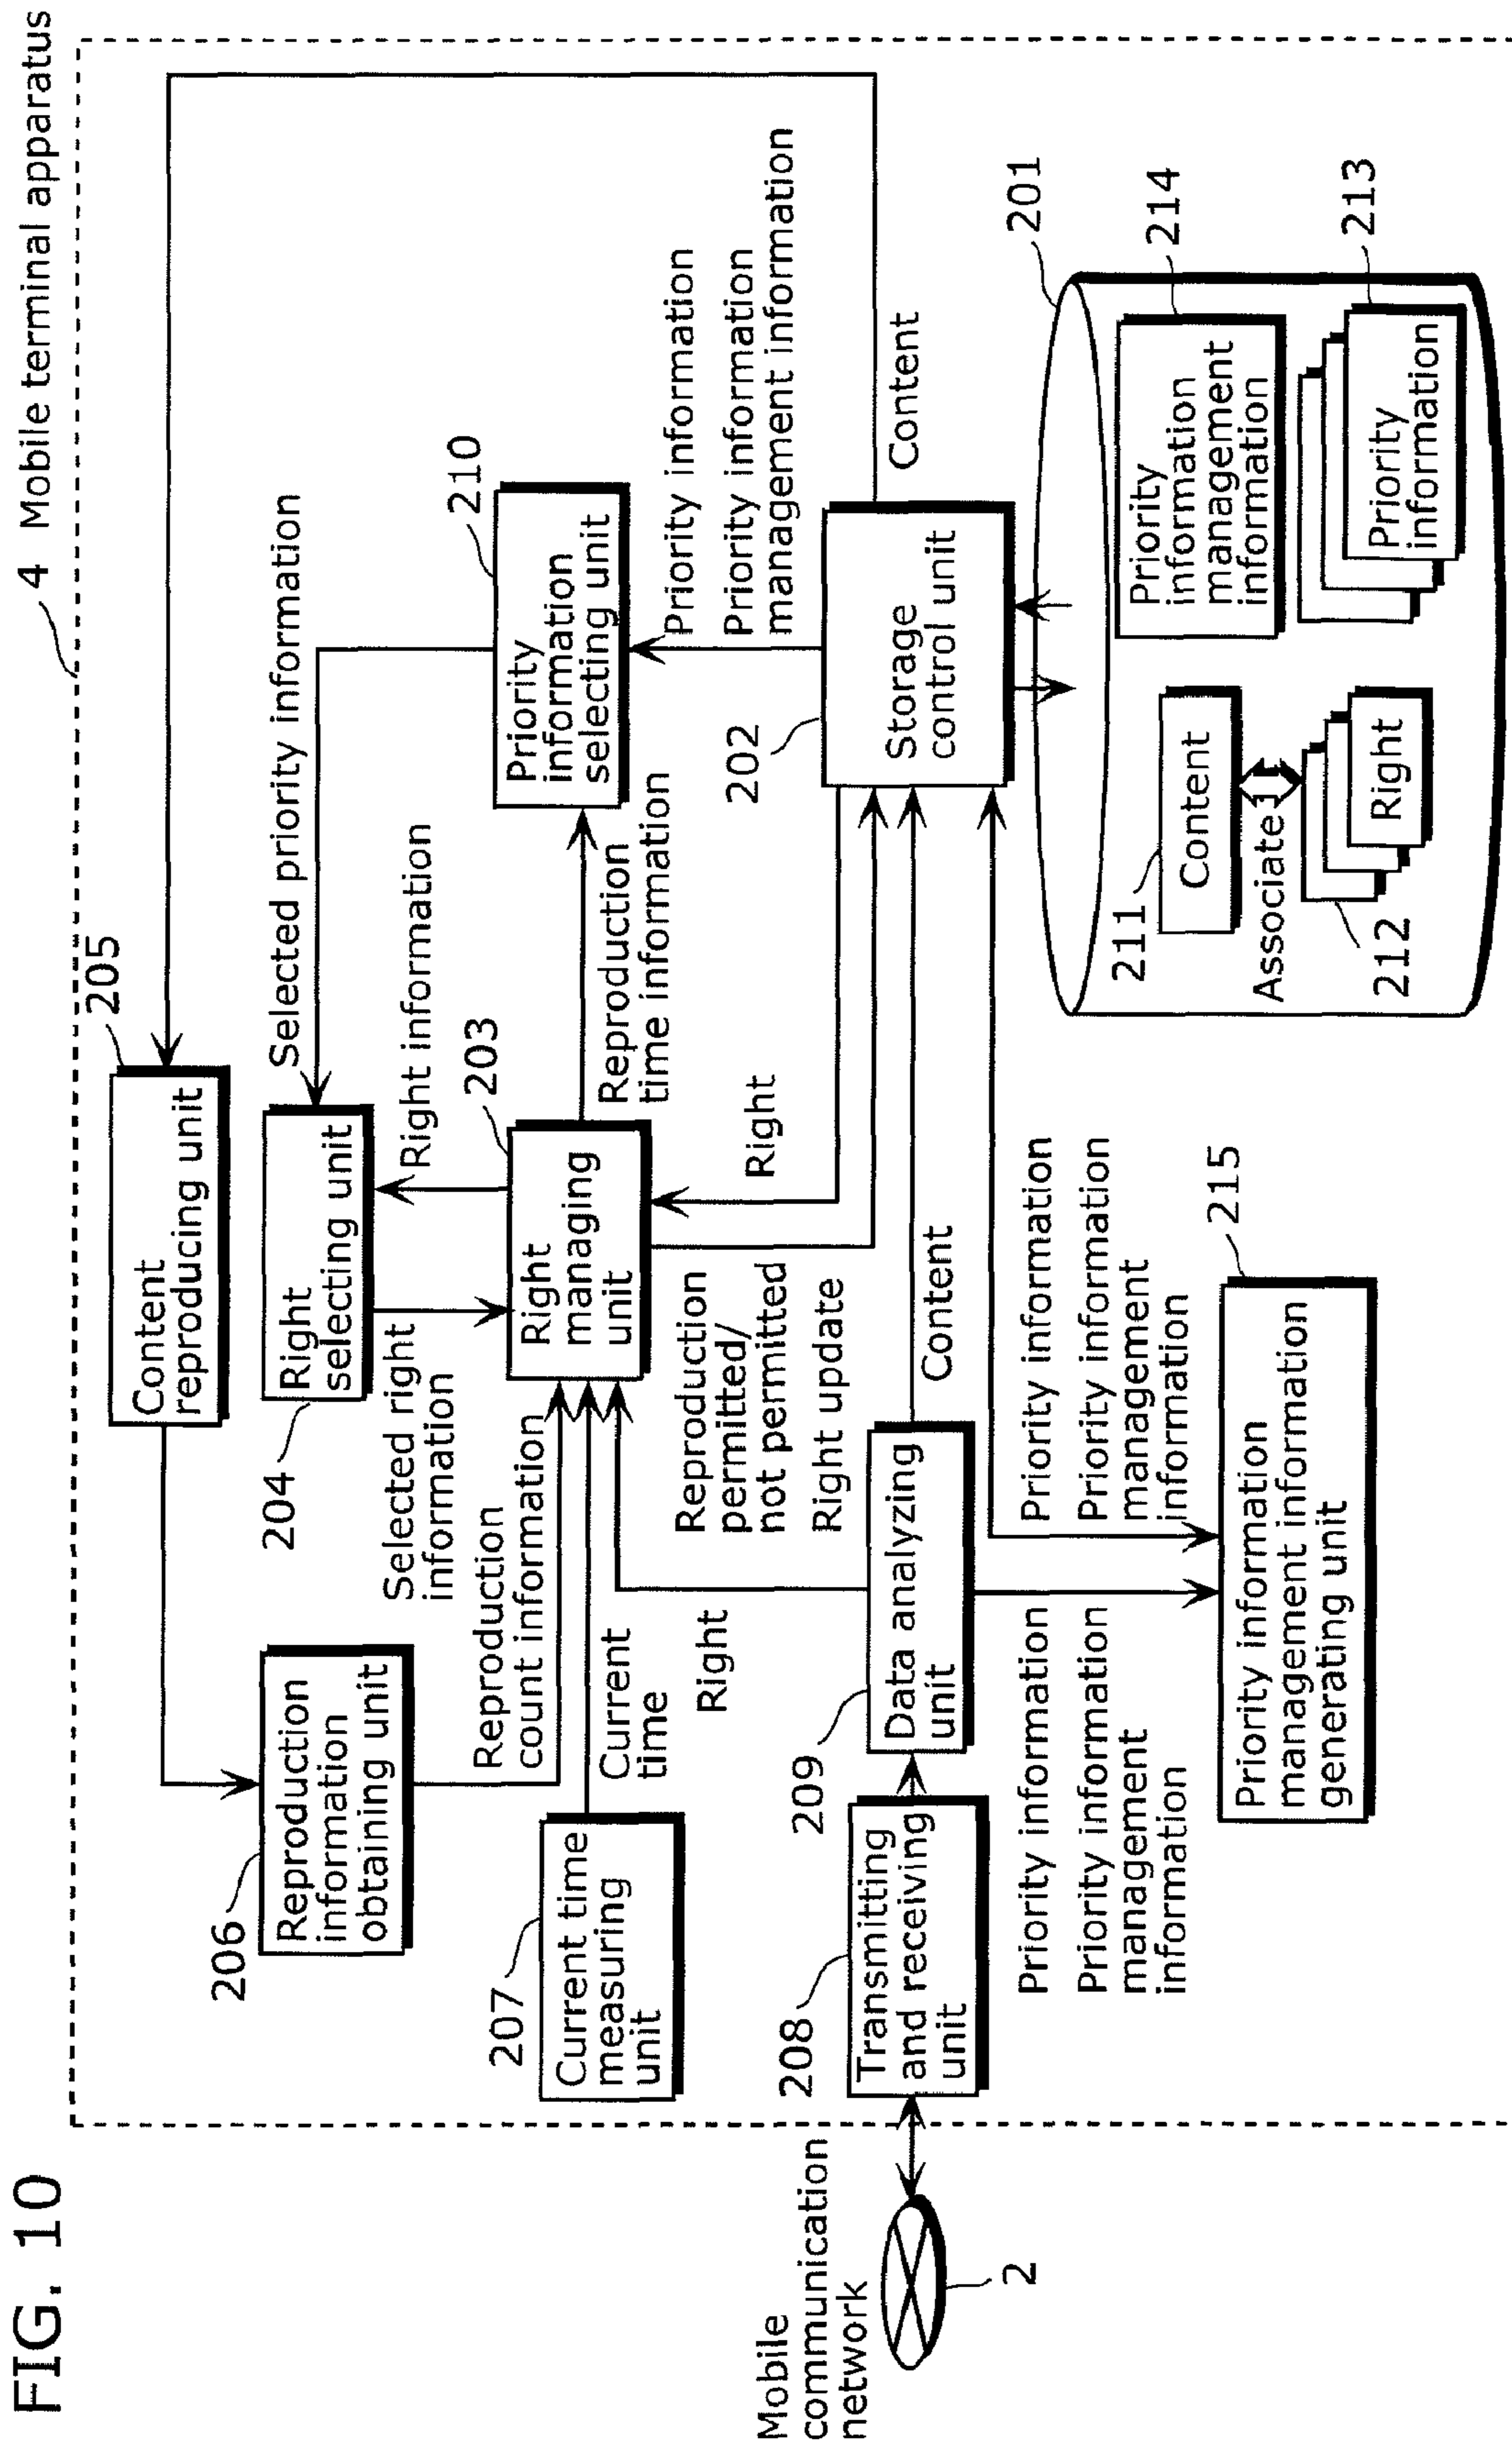 FIG. 10
4
Mobile terminal apparatus
205
Content
reproducing unit
Selected priority information
Right
selecting unit
204
Right information
Selected right
information
206
Reproduction
information
obtaining unit
Reproduction
count information
203
Right
managing
unit
210
Priority
information
selecting unit
Reproduction
time information
207
Current time
measuring
unit
Current
time
Right
Reproduction
permitted/
not permitted
Right update
Right
Priority information
Priority information
management information
202
Storage
control unit
Content
Mobile
communication
network
2
208
Transmitting
and receiving
unit
209
Data analyzing
unit
Content
Priority information
Priority information
management
information
Priority information
Priority information
management
information
215
Priority information
management information
generating unit
201
211
Content
Associate
212
Right
214
Priority
information
management
information
213
Priority
information